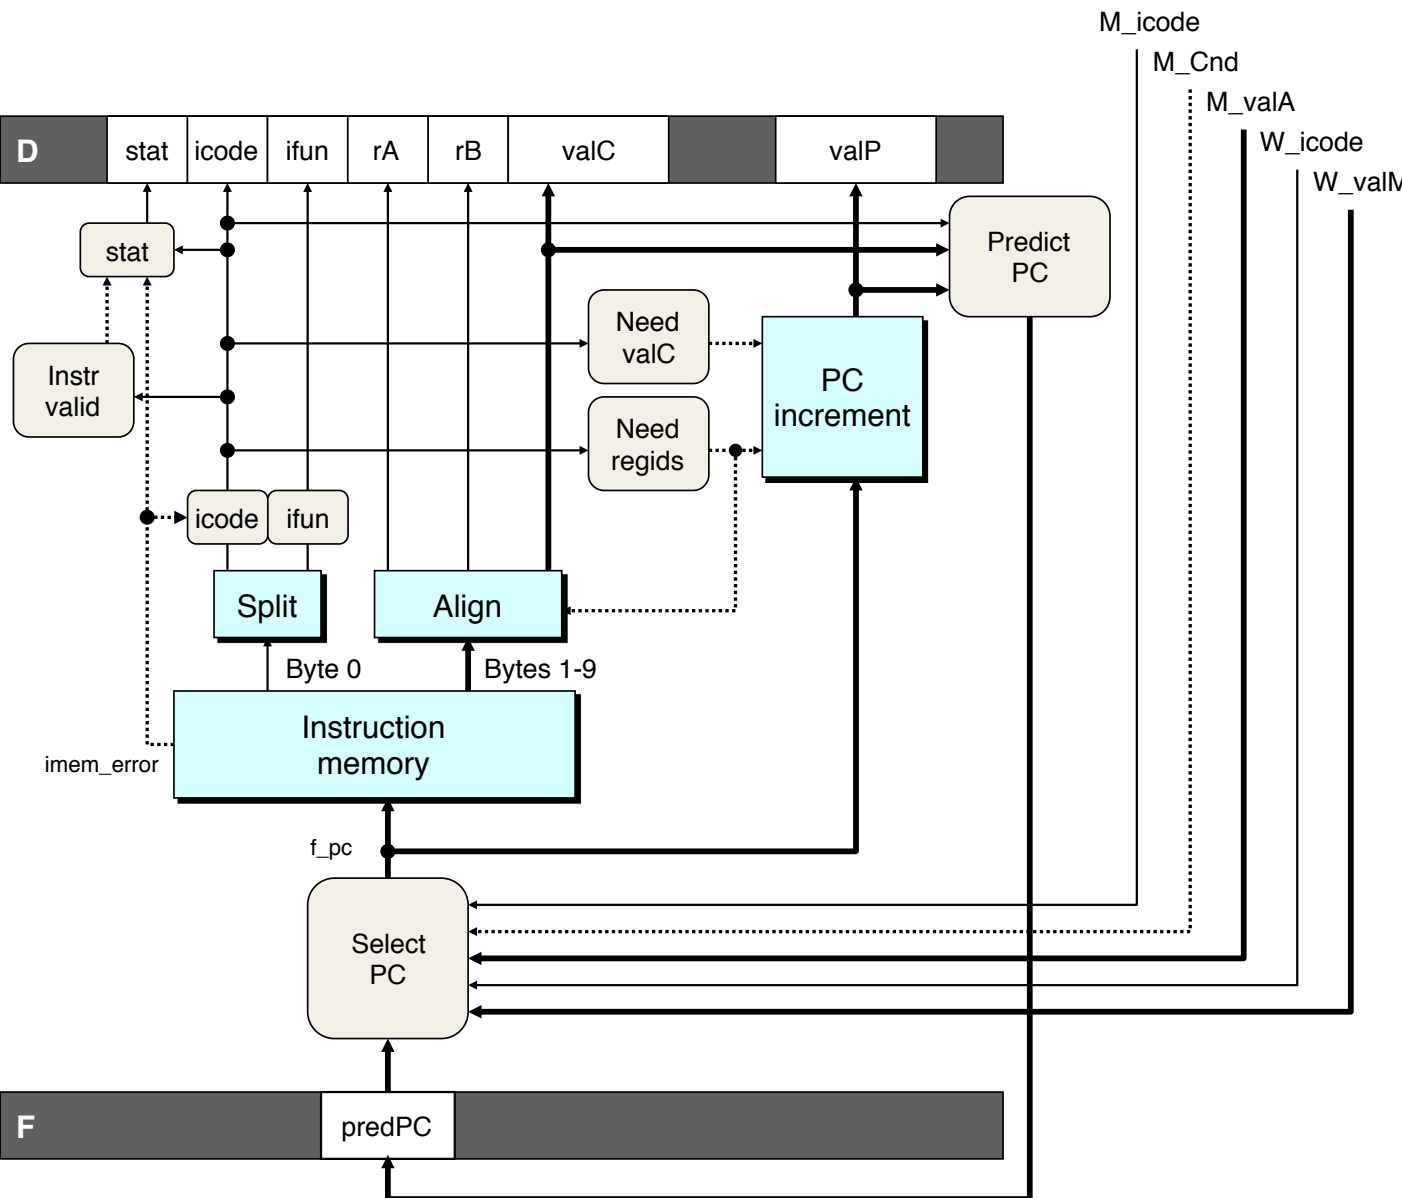 M_icode
M_Cnd
M_valA
W_icode
W_valM
D
stat
icode
ifun
rA
rB
valC
valP
stat
Predict
PC
Need
valC
Instr
valid
PC
increment
Need
regids
icode
ifun
Split
Align
Byte 0
Bytes 1-9
Instruction
memory
imem_error
f_pc
Select
PC
F
predPC